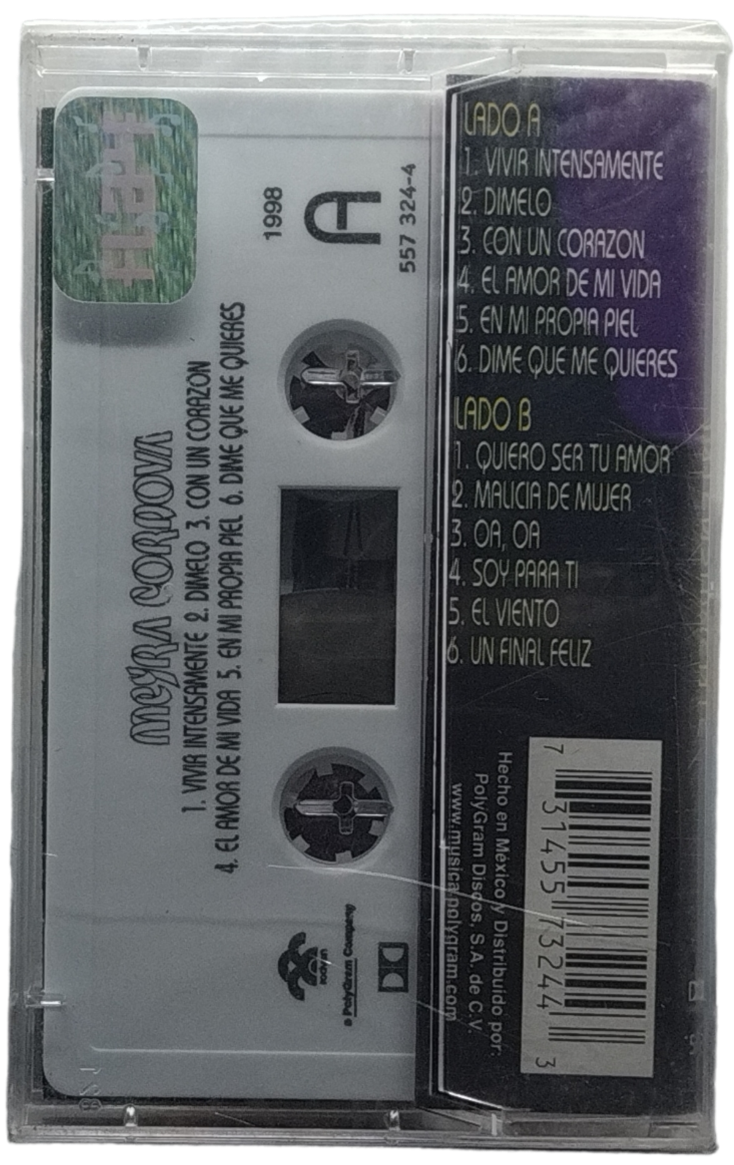 MEYRA CORDOVA
1. VIVIR INTENSAMENTE 2. DIMELO 3. CON UN CORAZON
4. EL AMOR DE MI VIDA 5. EN MI PROPIA PIEL 6. DIME QUE ME QUIERES
1998
A
557 324-4
rodven
a PolyGram Company
LADO A
1. VIVIR INTENSAMENTE
2. DIMELO
3. CON UN CORAZON
4. EL AMOR DE MI VIDA
5. EN MI PROPIA PIEL
6. DIME QUE ME QUIERES
LADO B
1. QUIERO SER TU AMOR
2. MALICIA DE MUJER
3. OA, OA
4. SOY PARA TI
5. EL VIENTO
6. UN FINAL FELIZ
Hecho en México y Distribuido por:
PolyGram Discos, S.A. de C.V.
www.musica.polygram.com
7 31455 73244 3